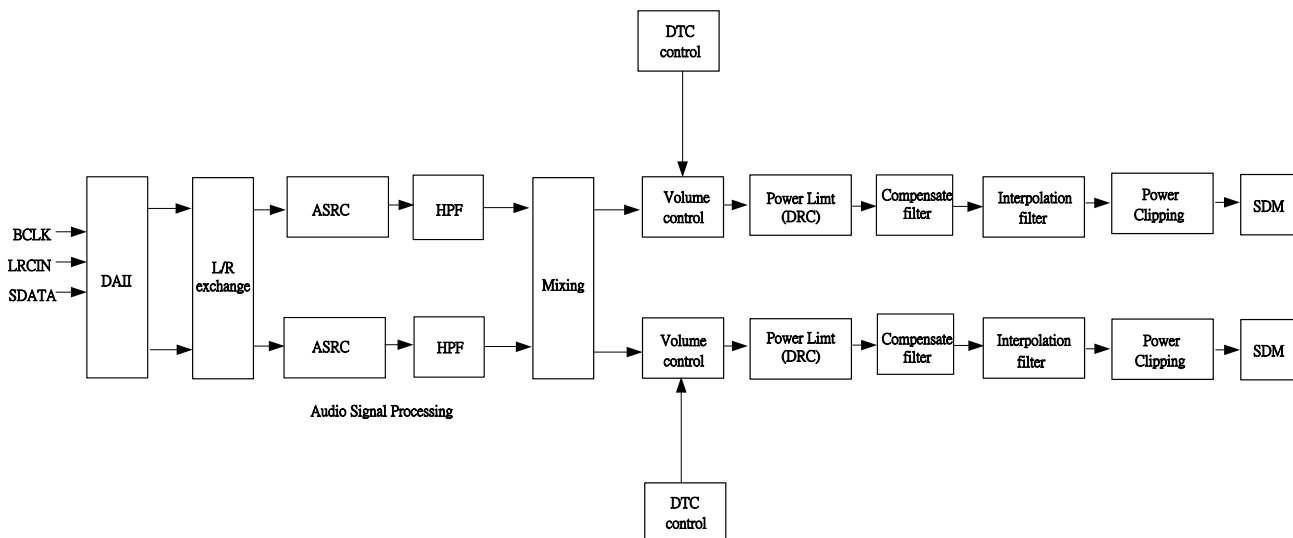 DTC
control
BCLK
LRCIN
SDATA
DAII
L/R
exchange
ASRC
HPF
Mixing
Volume
control
Power Limt
(DRC)
Compensate
filter
Interpolation
filter
Power
Clipping
SDM
ASRC
HPF
Volume
control
Power Limt
(DRC)
Compensate
filter
Interpolation
filter
Power
Clipping
SDM
Audio Signal Processing
DTC
control